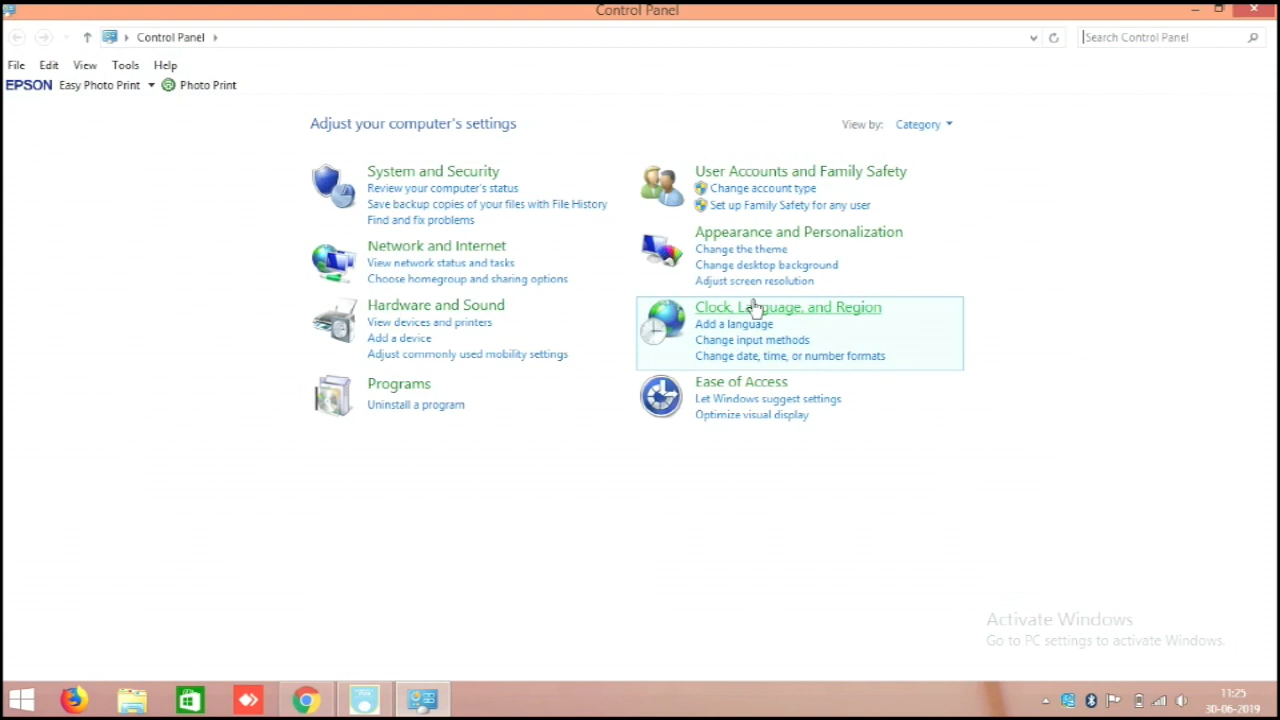 Control Panel
Control Panel
Search Control Panel
File Edit View Tools Help
EPSON Easy Photo Print Photo Print
Adjust your computer's settings
View by: Category
System and Security
Review your computer's status
Save backup copies of your files with File History
Find and fix problems
Network and Internet
View network status and tasks
Choose homegroup and sharing options
Hardware and Sound
View devices and printers
Add a device
Adjust commonly used mobility settings
Programs
Uninstall a program
User Accounts and Family Safety
Change account type
Set up Family Safety for any user
Appearance and Personalization
Change the theme
Change desktop background
Adjust screen resolution
Clock, Language, and Region
Add a language
Change input methods
Change date, time, or number formats
Ease of Access
Let Windows suggest settings
Optimize visual display
Activate Windows
Go to PC settings to activate Windows.
11:25
30-06-2019